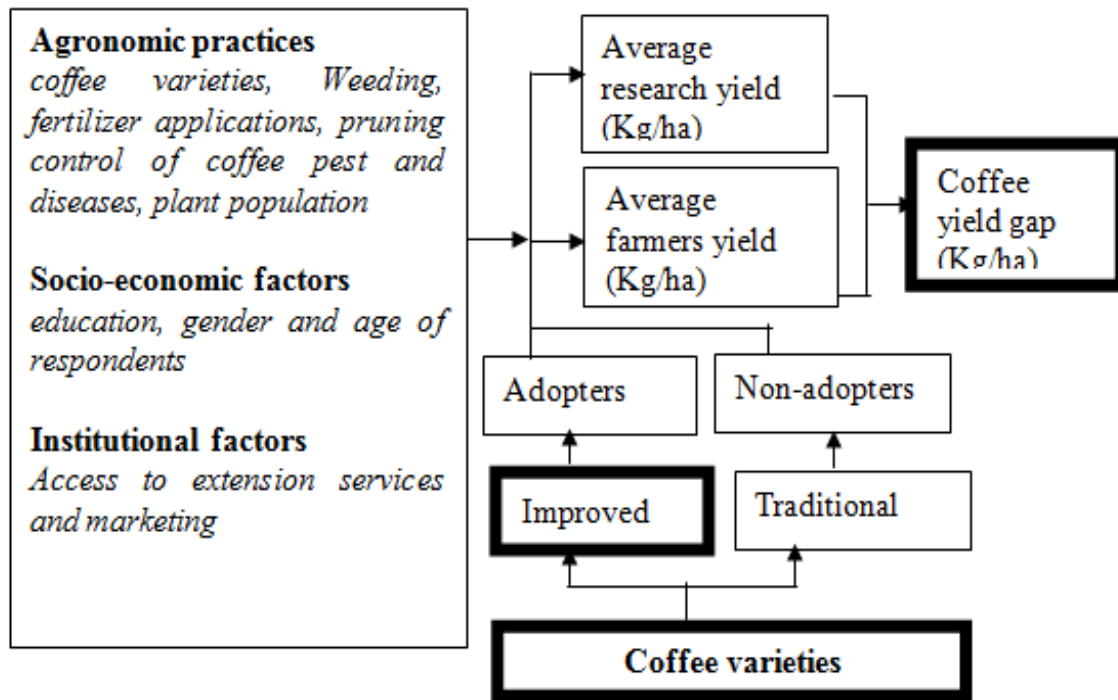 Agronomic practices
coffee varieties, Weeding,
fertilizer applications, pruning
control of coffee pest and
diseases, plant population
Socio-economic factors
education, gender and age of
respondents
Institutional factors
Access to extension services
and marketing
Average
research yield
(Kg/ha)
Average
farmers yield
(Kg/ha)
Coffee
yield gap
(Kg/ha)
Adopters
Non-adopters
Improved
Traditional
Coffee varieties